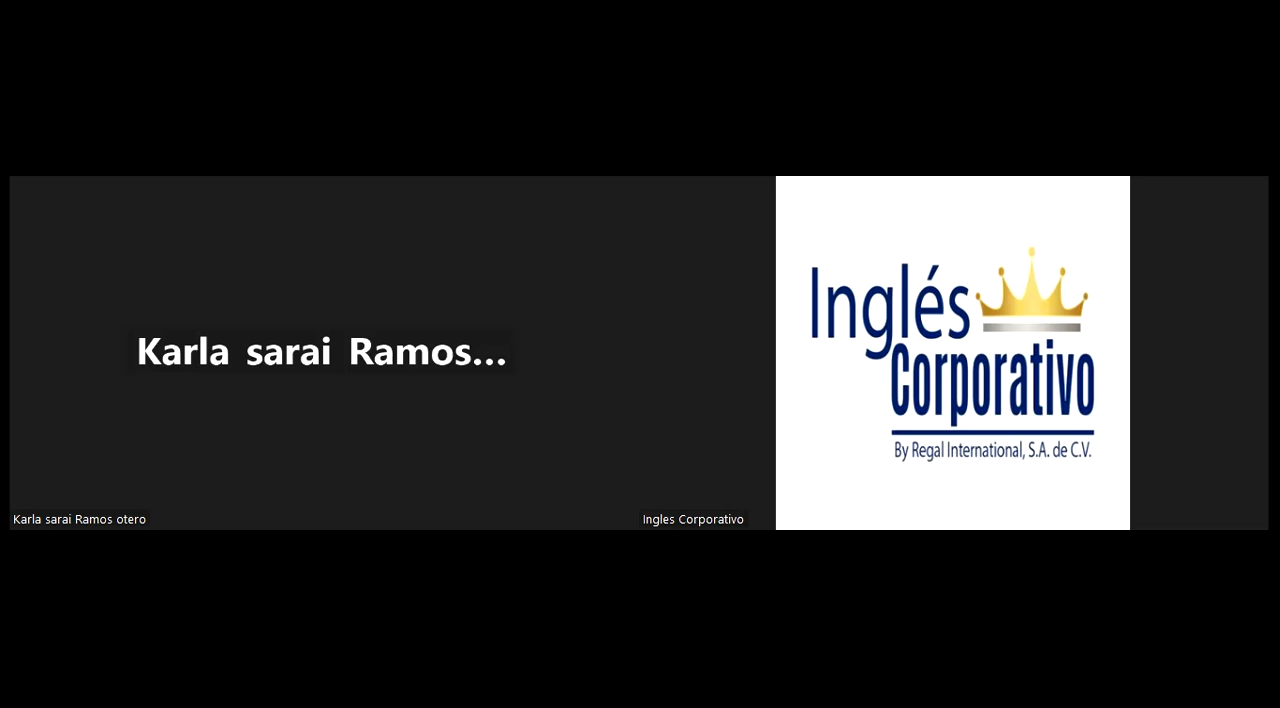 Karla sarai Ramos...
Karla sarai Ramos otero
Inglés
Corporativo
By Regal International, S.A. de C.V.
Ingles Corporativo